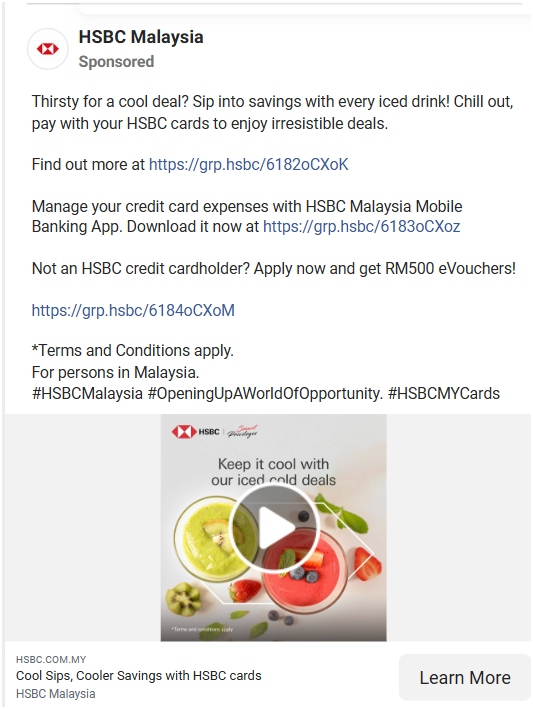 HSBC Malaysia
Sponsored
Thirsty for a cool deal? Sip into savings with every iced drink! Chill out,
pay with your HSBC cards to enjoy irresistible deals.
Find out more at https://grp.hsbc/6182oCXoK
Manage your credit card expenses with HSBC Malaysia Mobile
Banking App. Download it now at https://grp.hsbc/6183oCXoz
Not an HSBC credit cardholder? Apply now and get RM500 eVouchers!
https://grp.hsbc/6184oCXoM
*Terms and Conditions apply.
For persons in Malaysia.
#HSBCMalaysia #OpeningUpAWorldOfOpportunity. #HSBCMYCards
HSBC | Smart Privileges
Keep it cool with
our iced cold deals
*Terms and conditions apply
HSBC.COM.MY
Cool Sips, Cooler Savings with HSBC cards
HSBC Malaysia
Learn More